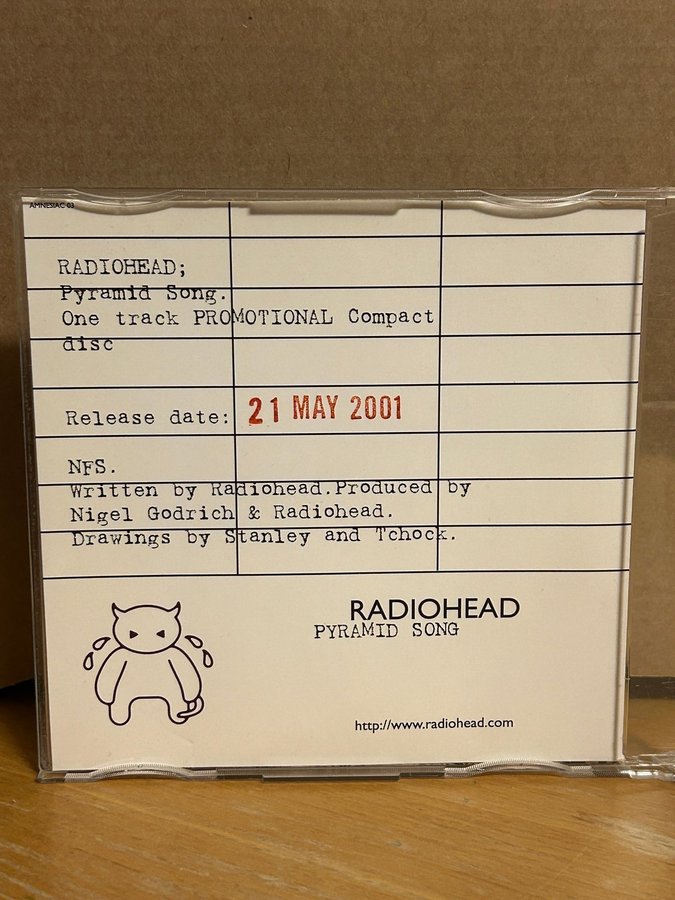 AMNESIAC 03
RADIOHEAD;
Pyramid Song.
One track PROMOTIONAL Compact
disc
Release date: 21 MAY 2001
NFS.
Written by Radiohead.Produced by
Nigel Godrich & Radiohead.
Drawings by Stanley and Tchock.
RADIOHEAD
PYRAMID SONG
http://www.radiohead.com